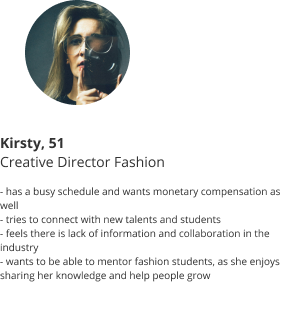 Kirsty, 51
Creative Director Fashion
- has a busy schedule and wants monetary compensation as
well
- tries to connect with new talents and students
- feels there is lack of information and collaboration in the
industry
- wants to be able to mentor fashion students, as she enjoys
sharing her knowledge and help people grow